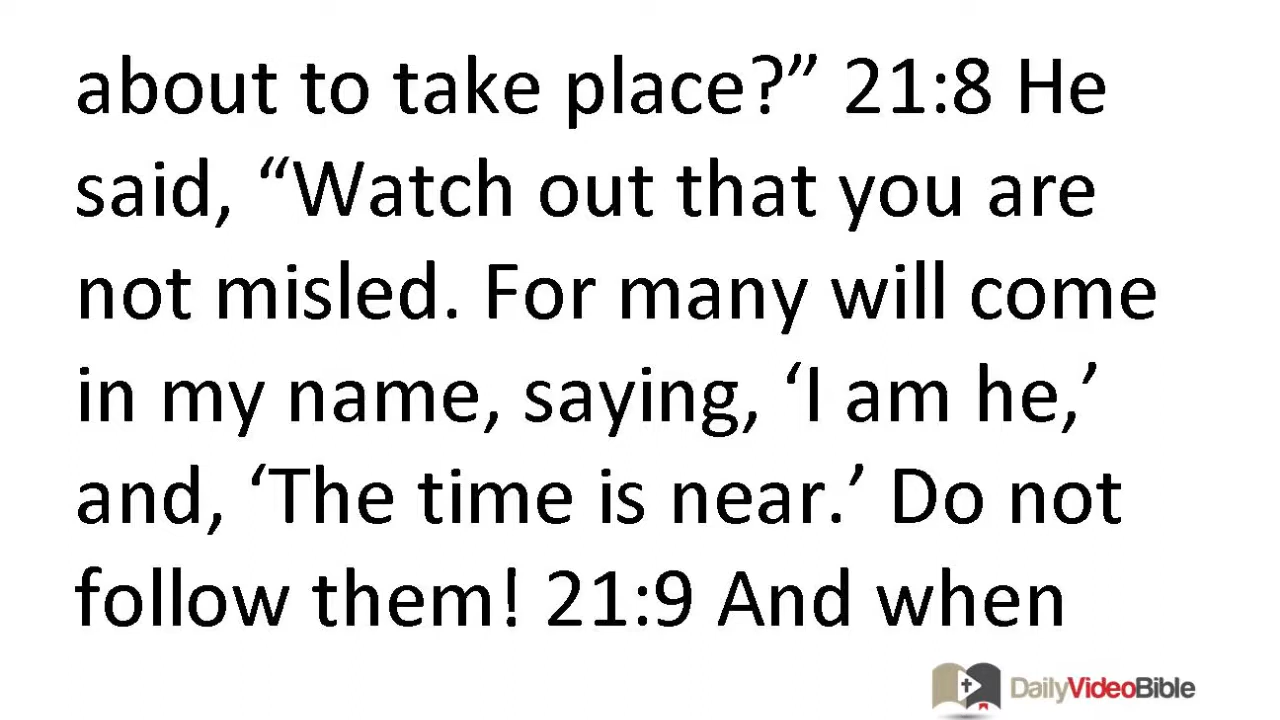 about to take place?” 21:8 He
said, “Watch out that you are
not misled. For many will come
in my name, saying, ‘I am he,’
and, ‘The time is near.’ Do not
follow them! 21:9 And when
DailyVideoBible